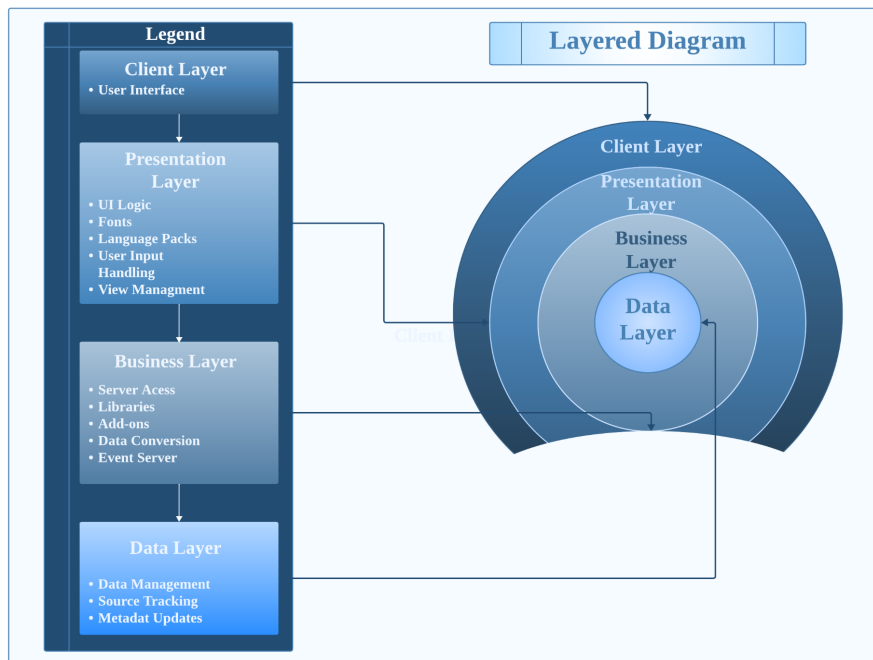 Legend
Client Layer
• User Interface
Presentation
Layer
• UI Logic
• Fonts
• Language Packs
• User Input
Handling
• View Managment
Business Layer
• Server Acess
• Libraries
• Add-ons
• Data Conversion
• Event Server
Data Layer
• Data Management
• Source Tracking
• Metadat Updates
Layered Diagram
Client Layer
Presentation
Layer
Business
Layer
Data
Layer
Client